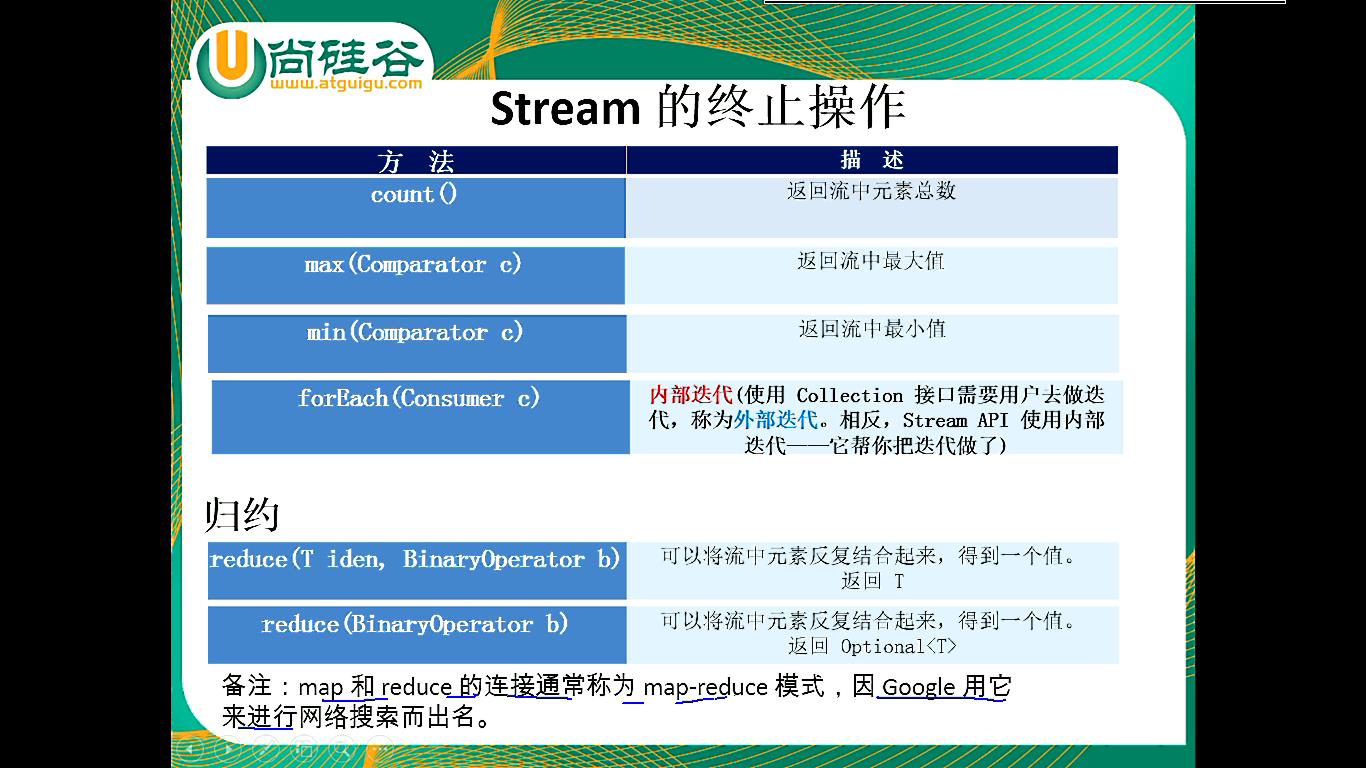 尚硅谷
www.atguigu.com
Stream 的终止操作
方 法
描 述
count()
返回流中元素总数
max(Comparator c)
返回流中最大值
min(Comparator c)
返回流中最小值
forEach(Consumer c)
内部迭代(使用 Collection 接口需要用户去做迭
代，称为外部迭代。相反，Stream API 使用内部
迭代——它帮你把迭代做了)
归约
reduce(T iden, BinaryOperator b)
可以将流中元素反复结合起来，得到一个值。
返回 T
reduce(BinaryOperator b)
可以将流中元素反复结合起来，得到一个值。
返回 Optional<T>
备注：map 和 reduce 的连接通常称为 map-reduce 模式，因 Google 用它
来进行网络搜索而出名。